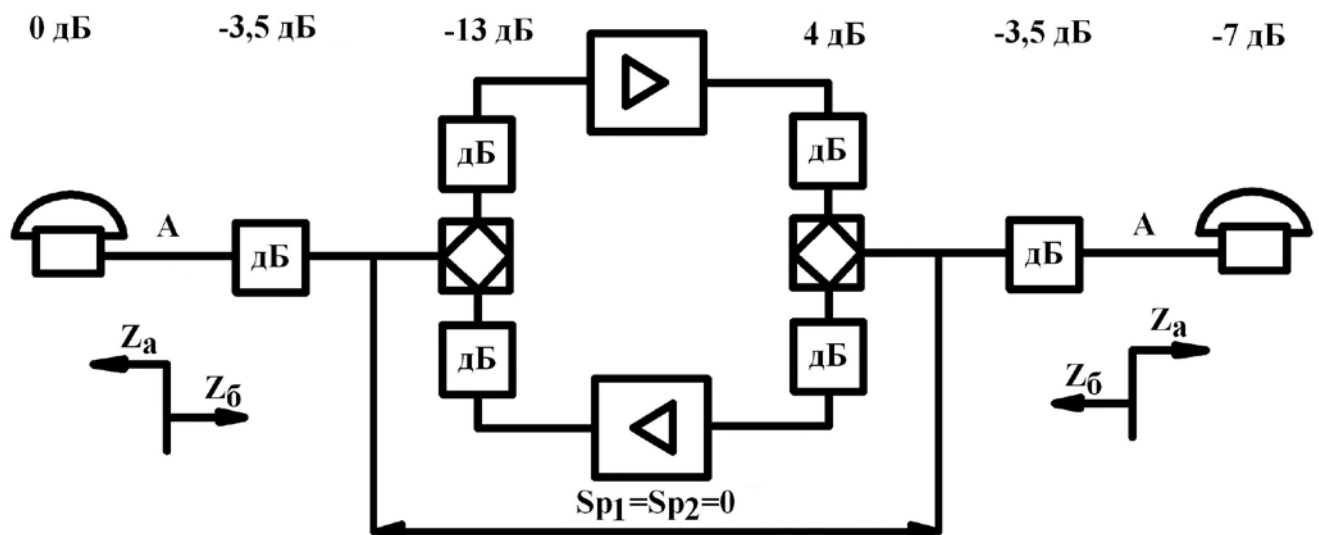 0 дБ -3,5 дБ -13 дБ 4 дБ -3,5 дБ -7 дБ
дБ дБ
А дБ дБ А
Zа Zб дБ дБ Zа Zб
Sp1=Sp2=0